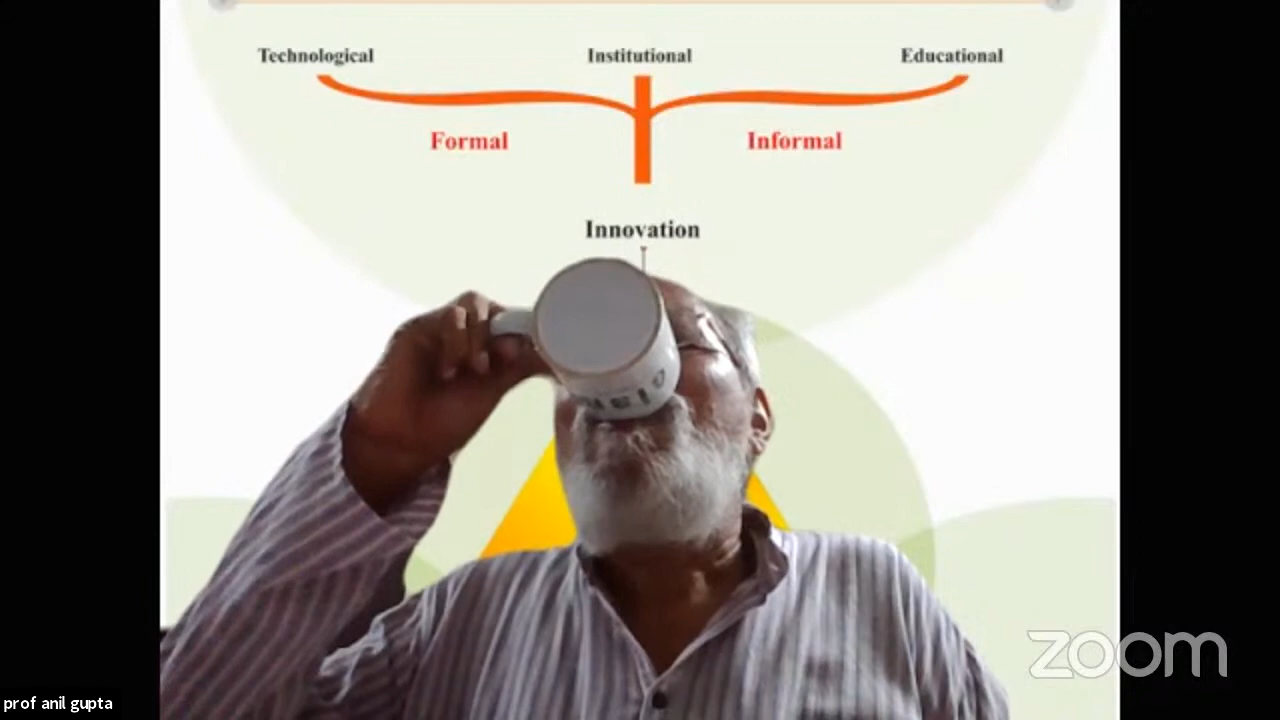 Technological Institutional Educational
Formal Informal
Innovation
zoom
prof anil gupta